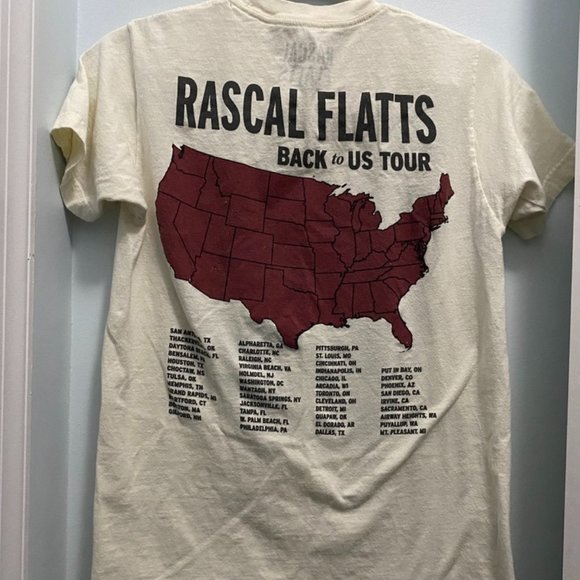 RASCAL FLATTS
BACK to US TOUR
SAN ANTONIO, TX
THACKERVILLE, OK
DAYTONA BEACH, FL
BENSALEM, PA
HOUSTON, TX
CHOCTAW, MS
TULSA, OK
MEMPHIS, TN
GRAND RAPIDS, MI
HARTFORD, CT
BOSTON, MA
GILFORD, NH
ALPHARETTA, GA
CHARLOTTE, NC
RALEIGH, NC
VIRGINIA BEACH, VA
HOLMDEL, NJ
WASHINGTON, DC
WANTAGH, NY
SARATOGA SPRINGS, NY
JACKSONVILLE, FL
TAMPA, FL
W. PALM BEACH, FL
PHILADELPHIA, PA
PITTSBURGH, PA
ST. LOUIS, MO
CINCINNATI, OH
INDIANAPOLIS, IN
CHICAGO, IL
ARCADIA, WI
TORONTO, ON
CLEVELAND, OH
DETROIT, MI
QUAPAW, OK
EL DORADO, AR
DALLAS, TX
PUT IN BAY, OH
DENVER, CO
PHOENIX, AZ
SAN DIEGO, CA
IRVINE, CA
SACRAMENTO, CA
AIRWAY HEIGHTS, WA
PUYALLUP, WA
MT. PLEASANT, MI